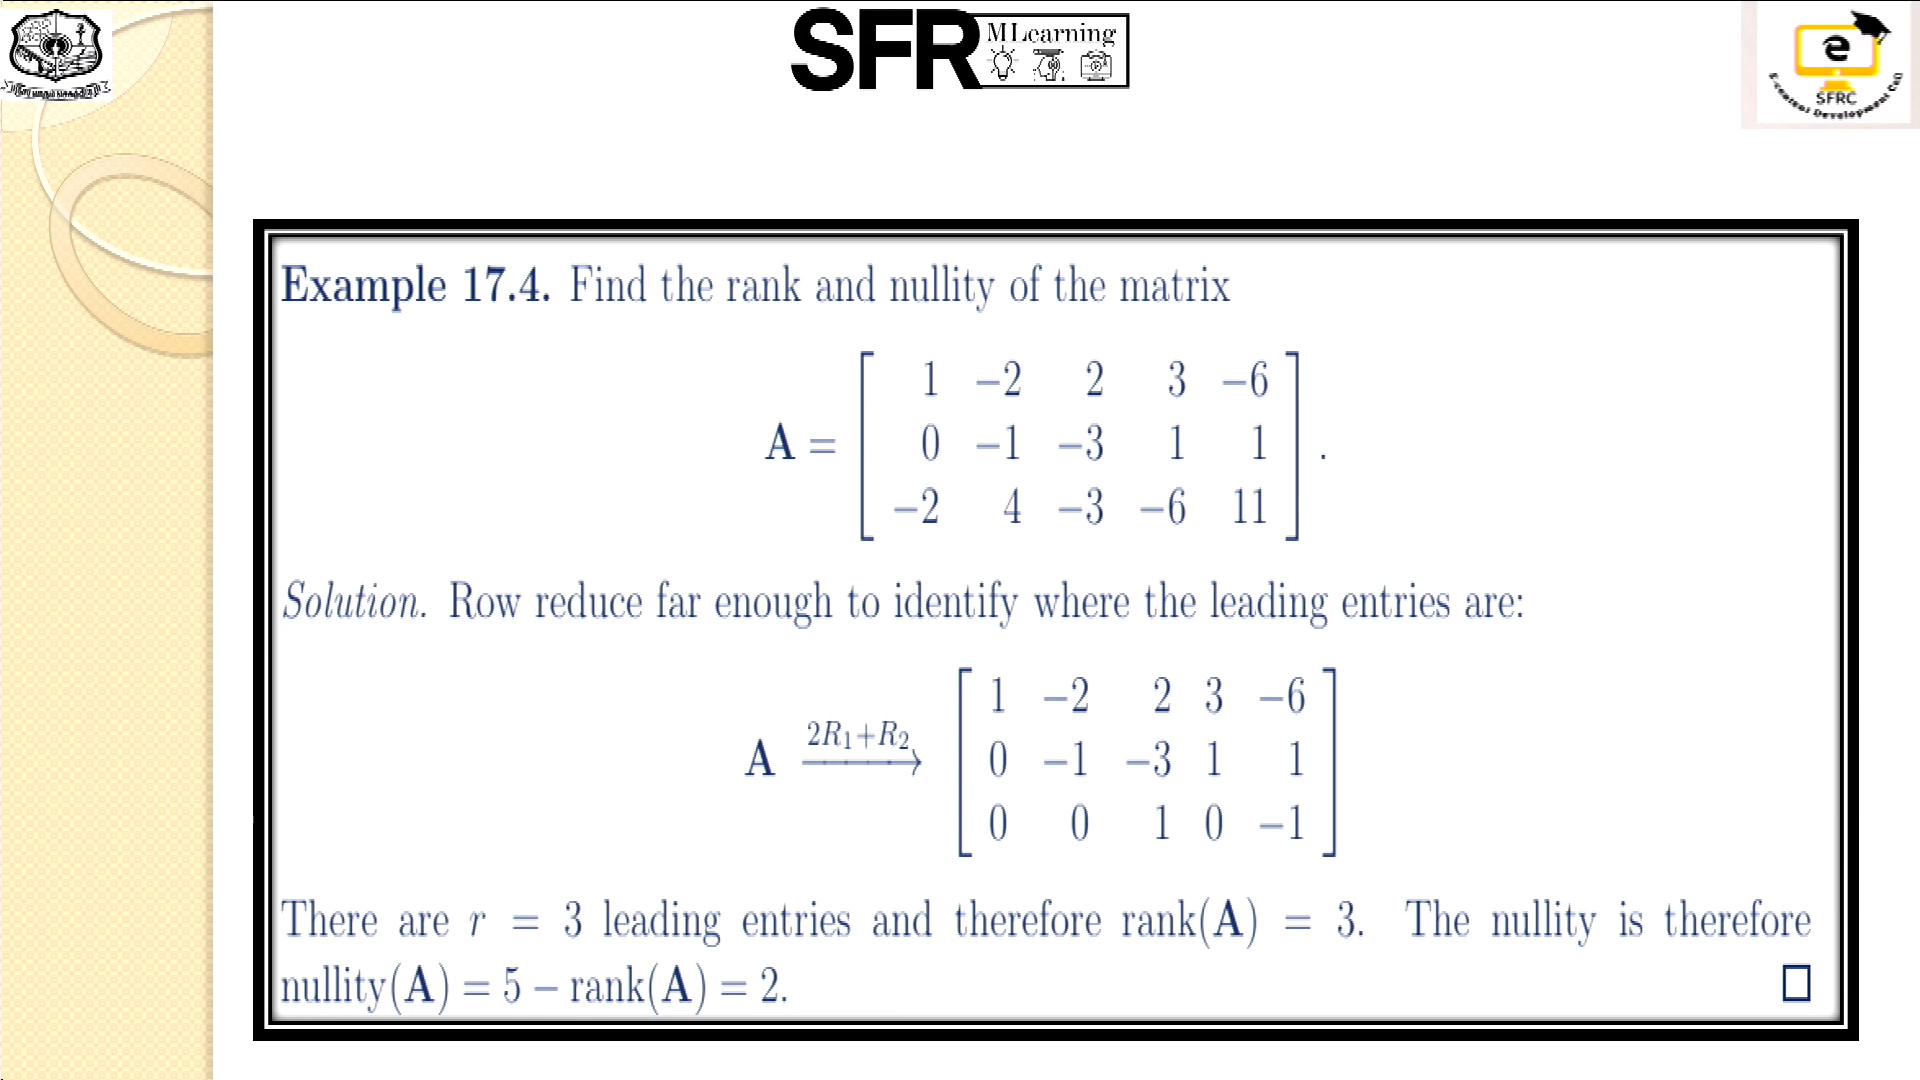 SFR MLearning
e
SFRC
E-content Development Cell
Example 17.4. Find the rank and nullity of the matrix
A = [ 1 −2 2 3 −6
0 −1 −3 1 1
−2 4 −3 −6 11 ] .
Solution. Row reduce far enough to identify where the leading entries are:
A 2R₁+R₂ → [ 1 −2 2 3 −6
0 −1 −3 1 1
0 0 1 0 −1 ]
There are r = 3 leading entries and therefore rank(A) = 3. The nullity is therefore
nullity(A) = 5 − rank(A) = 2. □